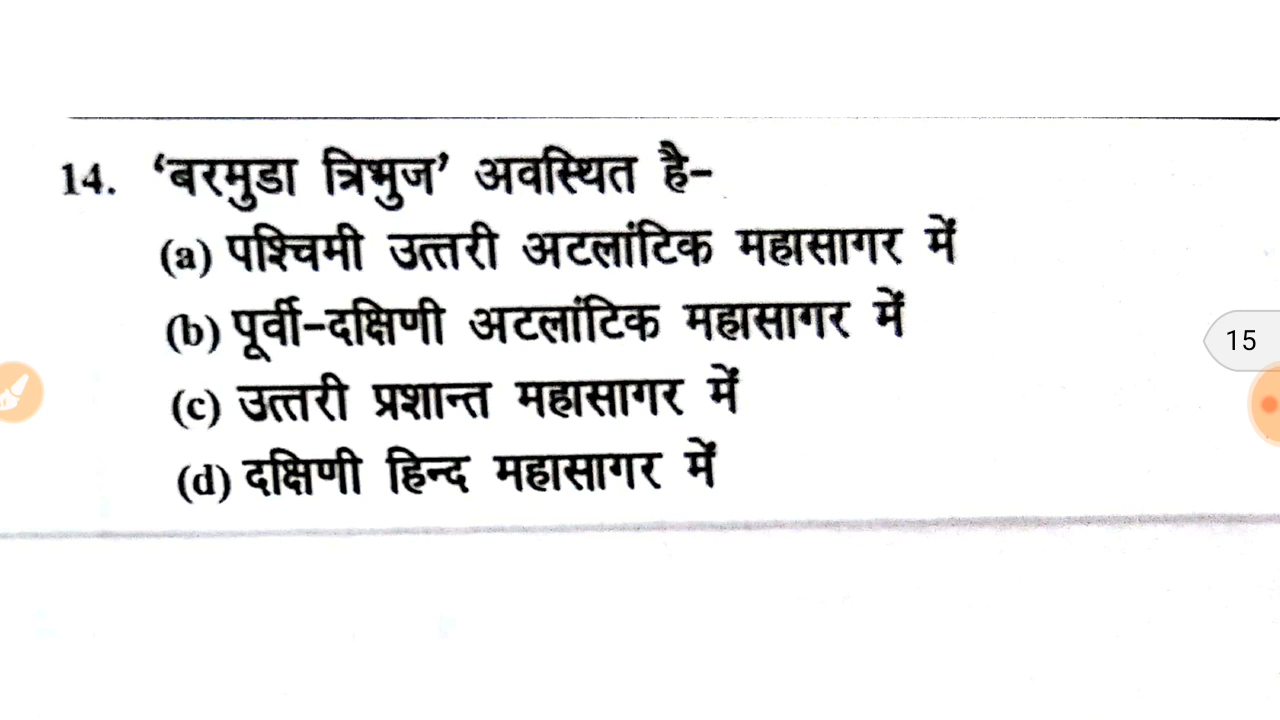 14. ‘बरमुडा त्रिभुज’ अवस्थित है-
(a) पश्चिमी उत्तरी अटलांटिक महासागर में
(b) पूर्वी-दक्षिणी अटलांटिक महासागर में
15
(c) उत्तरी प्रशान्त महासागर में
(d) दक्षिणी हिन्द महासागर में